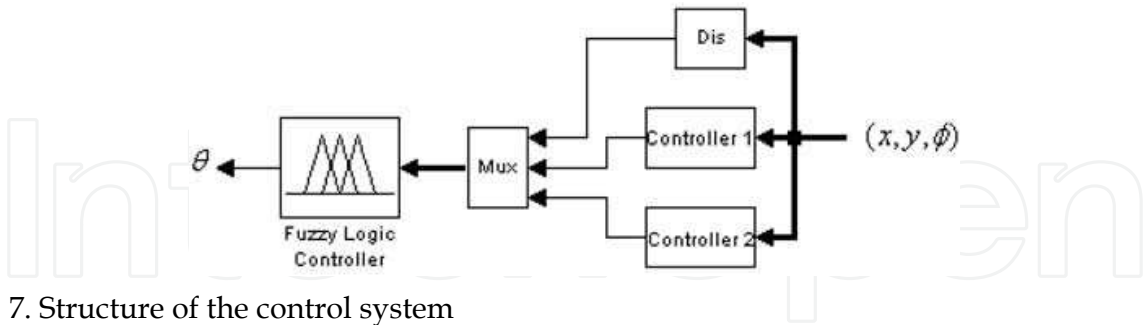 Dis
Controller 1
(x,y,ϕ)
θ
Mux
Controller 2
Fuzzy Logic
Controller
7. Structure of the control system